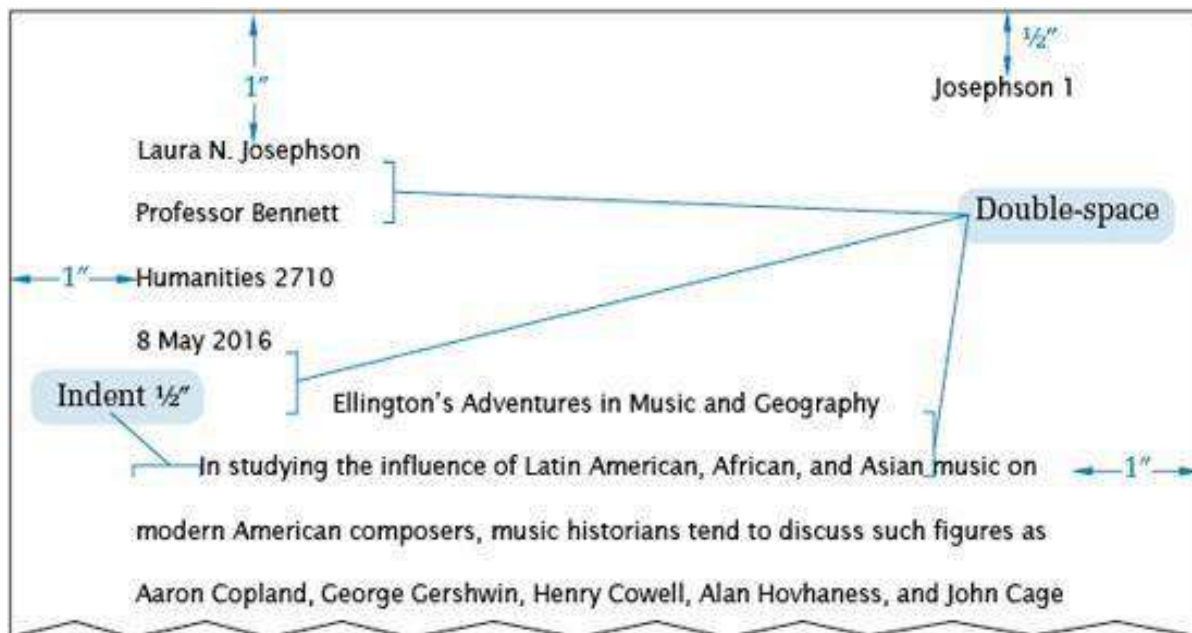 ½″
1″
Josephson 1
Laura N. Josephson
Professor Bennett
Double-space
1″
Humanities 2710
8 May 2016
Indent ½″
Ellington’s Adventures in Music and Geography
In studying the influence of Latin American, African, and Asian music on
1″
modern American composers, music historians tend to discuss such figures as
Aaron Copland, George Gershwin, Henry Cowell, Alan Hovhaness, and John Cage